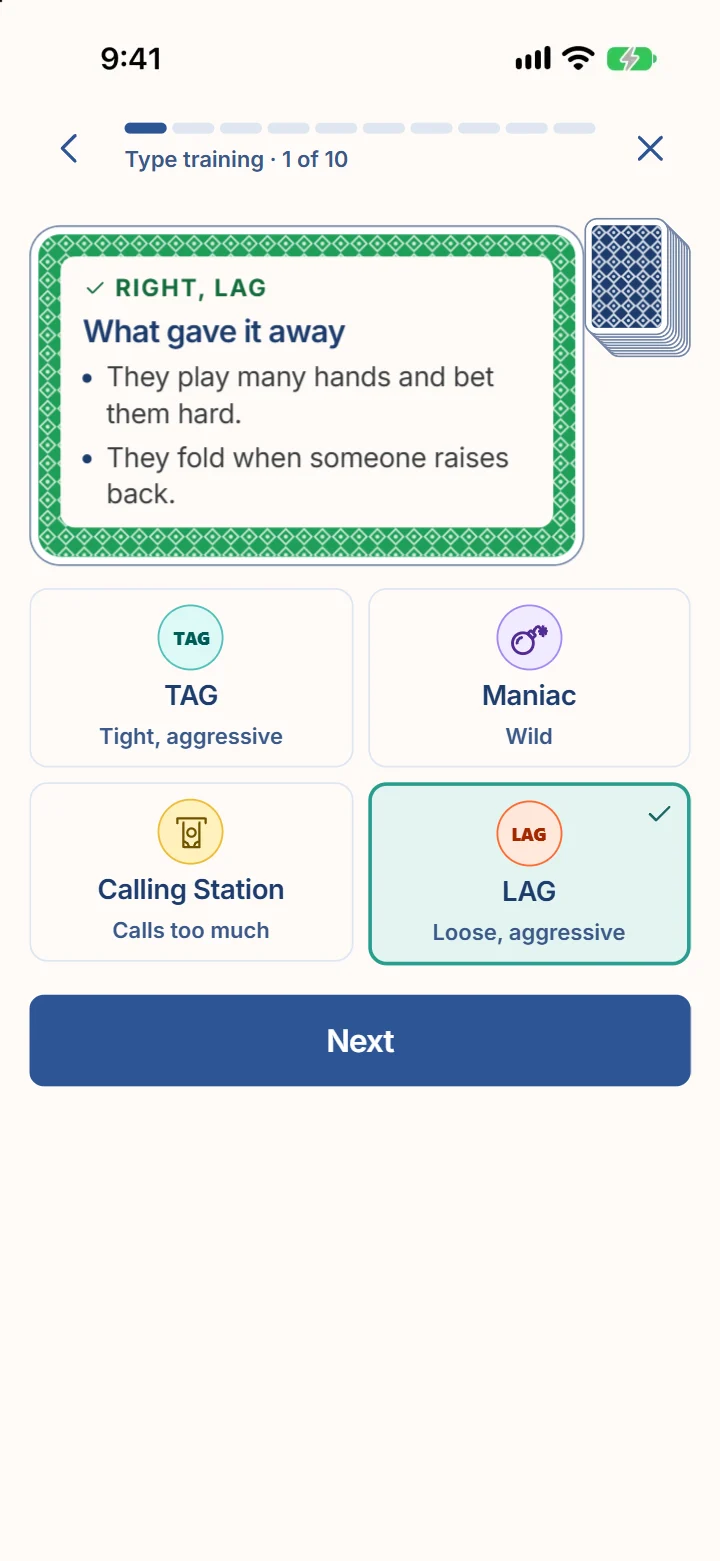 9:41
Type training · 1 of 10
RIGHT, LAG
What gave it away
• They play many hands and bet
them hard.
• They fold when someone raises
back.
TAG
TAG
Tight, aggressive
Maniac
Wild
Calling Station
Calls too much
LAG
LAG
Loose, aggressive
Next